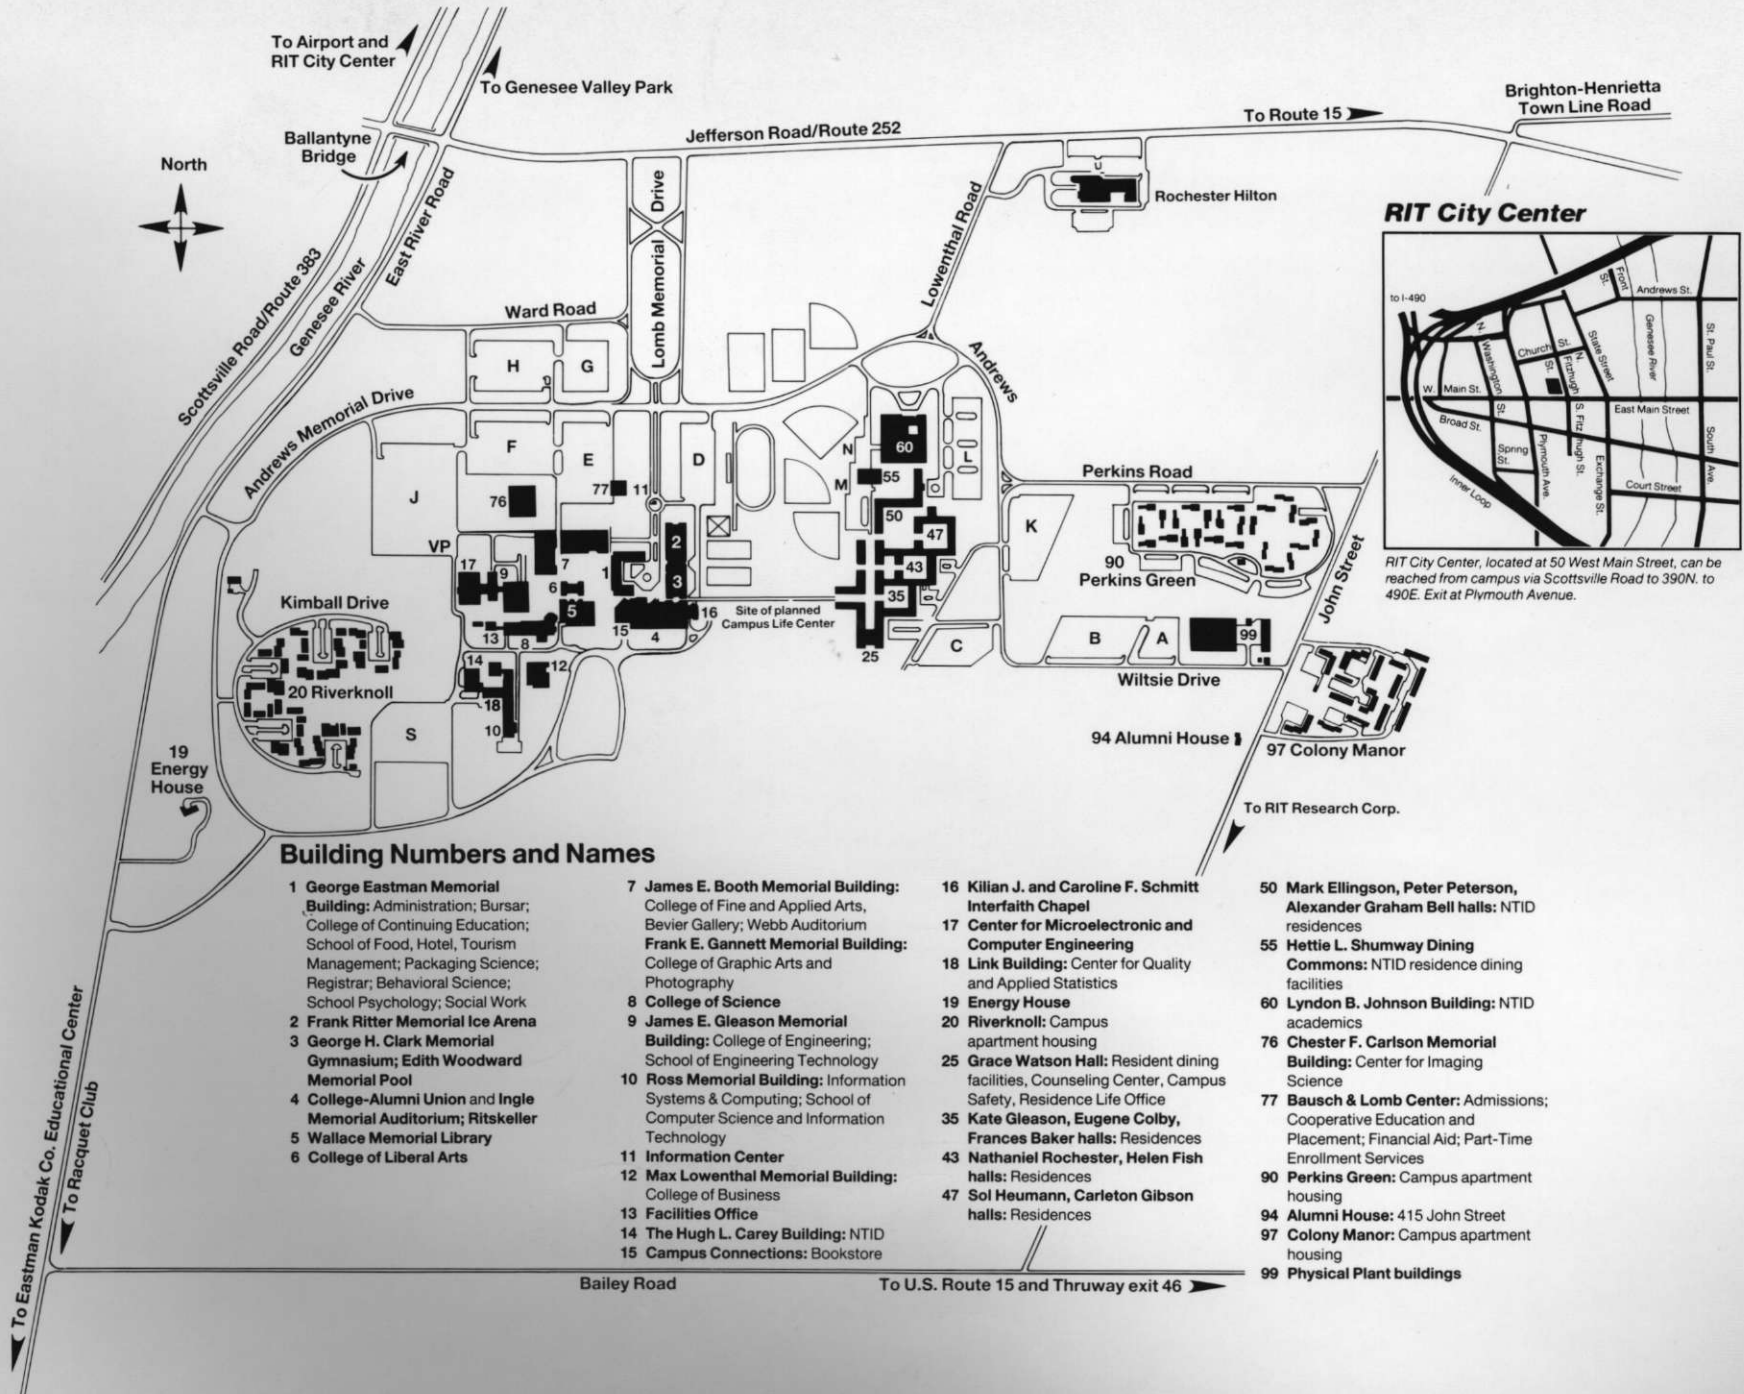 To Airport and
RIT City Center
To Genesee Valley Park
Ballantyne
Bridge
North
Jefferson Road/Route 252
To Route 15
Brighton-Henrietta
Town Line Road
Rochester Hilton
U
Scottsville Road/Route 383
Genesee River
East River Road
Lomb Memorial Drive
Lowenthal Road
Ward Road
Andrews Memorial Drive
Andrews
H
G
F
E
D
J
N
M
L
K
60
55
50
47
43
35
25
76
77
11
VP
17
9
7
1
2
3
6
5
16
13
8
15
4
14
12
18
10
Site of planned
Campus Life Center
Perkins Road
90
Perkins Green
John Street
C
B
A
99
Wiltsie Drive
Kimball Drive
20 Riverknoll
S
19
Energy
House
94 Alumni House
97 Colony Manor
To RIT Research Corp.
RIT City Center
to I-490
Front St.
Andrews St.
N. Washington St.
Church St.
St.
N. Fitzhugh
State Street
Genesee River
St. Paul St.
W. Main St.
East Main Street
Broad St.
Spring
St.
Plymouth Ave.
S. Fitzhugh St.
Exchange St.
South Ave.
Court Street
Inner Loop
RIT City Center, located at 50 West Main Street, can be
reached from campus via Scottsville Road to 390N. to
490E. Exit at Plymouth Avenue.
Building Numbers and Names
1 George Eastman Memorial
Building: Administration; Bursar;
College of Continuing Education;
School of Food, Hotel, Tourism
Management; Packaging Science;
Registrar; Behavioral Science;
School Psychology; Social Work
2 Frank Ritter Memorial Ice Arena
3 George H. Clark Memorial
Gymnasium; Edith Woodward
Memorial Pool
4 College-Alumni Union and Ingle
Memorial Auditorium; Ritskeller
5 Wallace Memorial Library
6 College of Liberal Arts
7 James E. Booth Memorial Building:
College of Fine and Applied Arts,
Bevier Gallery; Webb Auditorium
Frank E. Gannett Memorial Building:
College of Graphic Arts and
Photography
8 College of Science
9 James E. Gleason Memorial
Building: College of Engineering;
School of Engineering Technology
10 Ross Memorial Building: Information
Systems & Computing; School of
Computer Science and Information
Technology
11 Information Center
12 Max Lowenthal Memorial Building:
College of Business
13 Facilities Office
14 The Hugh L. Carey Building: NTID
15 Campus Connections: Bookstore
16 Kilian J. and Caroline F. Schmitt
Interfaith Chapel
17 Center for Microelectronic and
Computer Engineering
18 Link Building: Center for Quality
and Applied Statistics
19 Energy House
20 Riverknoll: Campus
apartment housing
25 Grace Watson Hall: Resident dining
facilities, Counseling Center, Campus
Safety, Residence Life Office
35 Kate Gleason, Eugene Colby,
Frances Baker halls: Residences
43 Nathaniel Rochester, Helen Fish
halls: Residences
47 Sol Heumann, Carleton Gibson
halls: Residences
50 Mark Ellingson, Peter Peterson,
Alexander Graham Bell halls: NTID
residences
55 Hettie L. Shumway Dining
Commons: NTID residence dining
facilities
60 Lyndon B. Johnson Building: NTID
academics
76 Chester F. Carlson Memorial
Building: Center for Imaging
Science
77 Bausch & Lomb Center: Admissions;
Cooperative Education and
Placement; Financial Aid; Part-Time
Enrollment Services
90 Perkins Green: Campus apartment
housing
94 Alumni House: 415 John Street
97 Colony Manor: Campus apartment
housing
99 Physical Plant buildings
To Eastman Kodak Co. Educational Center
To Racquet Club
Bailey Road
To U.S. Route 15 and Thruway exit 46